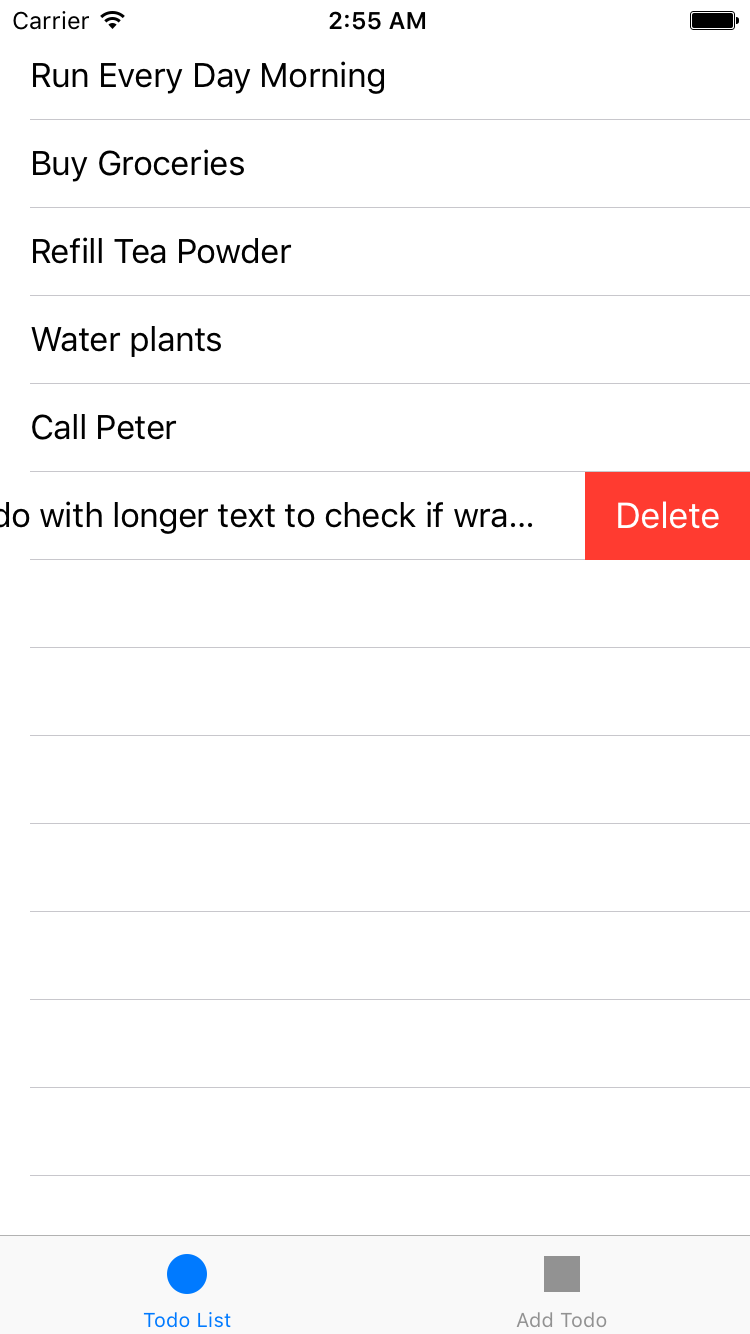 Carrier 2:55 AM
Run Every Day Morning
Buy Groceries
Refill Tea Powder
Water plants
Call Peter
do with longer text to check if wra... Delete
Todo List Add Todo